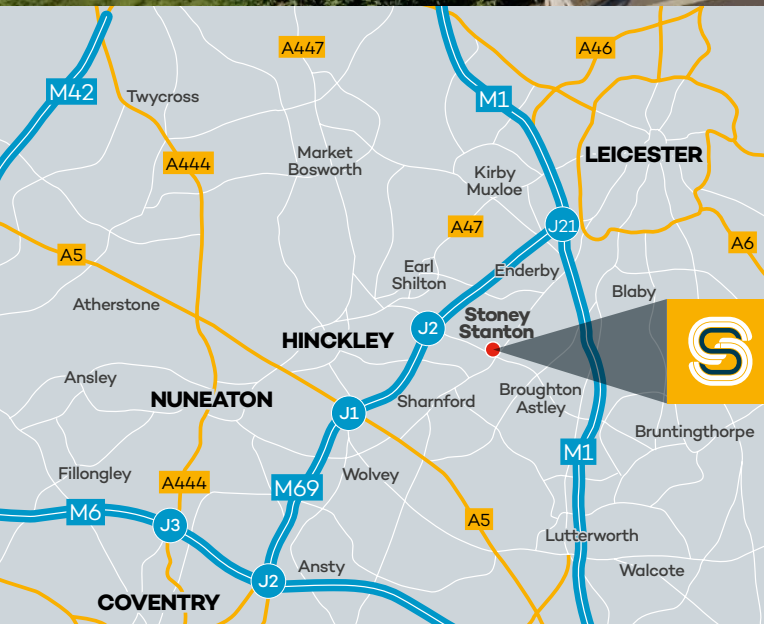 A447
A46
M42
Twycross
M1
Market
Bosworth
A444
LEICESTER
Kirby
Muxloe
A47
J21
A6
A5
Earl
Shilton
Enderby
Blaby
Atherstone
HINCKLEY
J2
Stoney
Stanton
S
Ansley
NUNEATON
J1
Sharnford
Broughton
Astley
Bruntingthorpe
M1
Fillongley
A444
M69
Wolvey
M6
J3
A5
Lutterworth
J2
Ansty
Walcote
COVENTRY